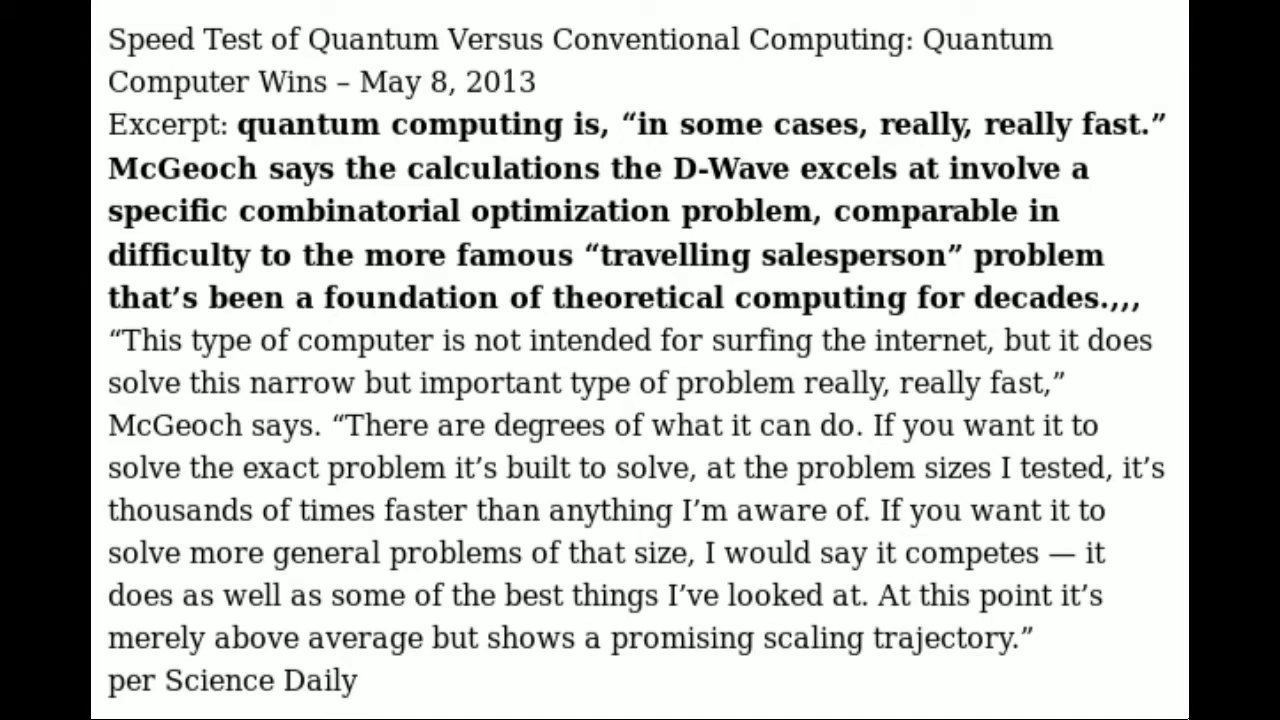 Speed Test of Quantum Versus Conventional Computing: Quantum
Computer Wins – May 8, 2013
Excerpt: quantum computing is, “in some cases, really, really fast.”
McGeoch says the calculations the D-Wave excels at involve a
specific combinatorial optimization problem, comparable in
difficulty to the more famous “travelling salesperson” problem
that’s been a foundation of theoretical computing for decades.,,,
“This type of computer is not intended for surfing the internet, but it does
solve this narrow but important type of problem really, really fast,”
McGeoch says. “There are degrees of what it can do. If you want it to
solve the exact problem it’s built to solve, at the problem sizes I tested, it’s
thousands of times faster than anything I’m aware of. If you want it to
solve more general problems of that size, I would say it competes — it
does as well as some of the best things I’ve looked at. At this point it’s
merely above average but shows a promising scaling trajectory.”
per Science Daily